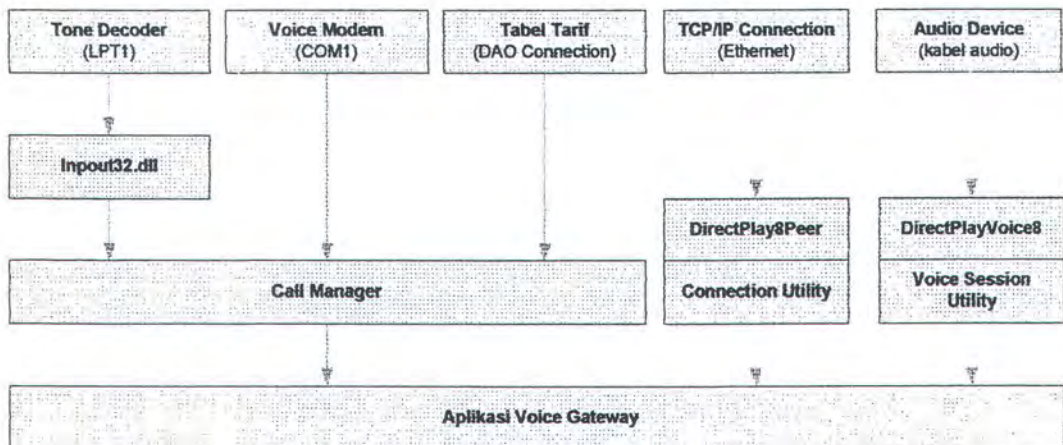 Tone Decoder
(LPT1)
Voice Modem
(COM1)
Tabel Tarif
(DAO Connection)
TCP/IP Connection
(Ethernet)
Audio Device
(kabel audio)
Inpout32.dll
DirectPlay8Peer
DirectPlayVoice8
Call Manager
Connection Utility
Voice Session
Utility
Aplikasi Voice Gateway